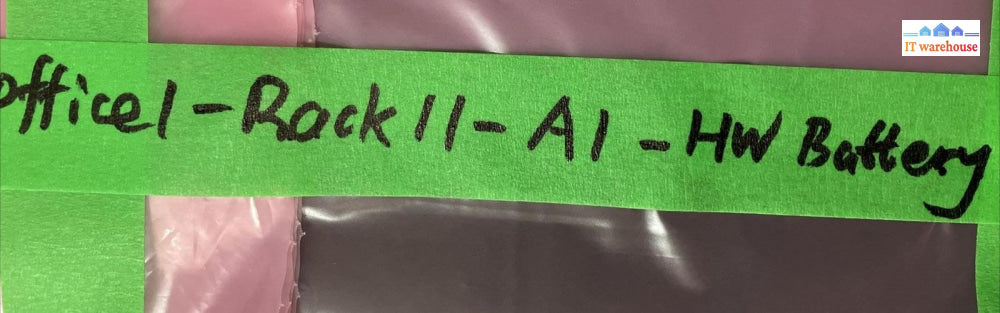 IT warehouse
office1-Rack11-A1-HW Battery